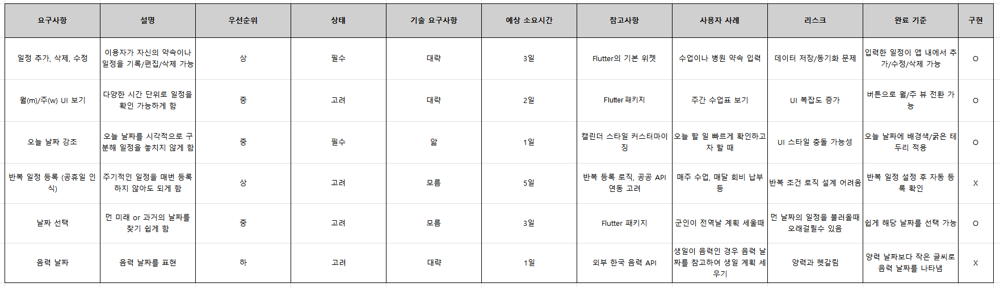 요구사항 설명 우선순위 상태 기술 요구사항 예상 소요시간 참고사항 사용자 사례 리스크 완료 기준 구현
일정 추가, 삭제, 수정
이용자가 자신의 약속이나
일정을 기록/편집/삭제 가능
상
필수
대략
3일
Flutter의 기본 위젯
수업이나 병원 약속 입력
데이터 저장/동기화 문제
입력한 일정이 앱 내에서 추
가/수정/삭제 가능
O
월(m)/주(w) UI 보기
다양한 시간 단위로 일정을
확인 가능하게 함
중
고려
대략
2일
Flutter 패키지
주간 수업표 보기
UI 복잡도 증가
버튼으로 월/주 뷰 전환 가
능
O
오늘 날짜 강조
오늘 날짜를 시각적으로 구
분해 일정을 놓치지 않게 함
중
필수
앎
1일
캘린더 스타일 커스터마이
징
오늘 할 일 빠르게 확인하고
자 할 때
UI 스타일 충돌 가능성
오늘 날짜에 배경색/굵은 테
두리 적용
O
반복 일정 등록 (공휴일 인
식)
주기적인 일정을 매번 등록
하지 않아도 되게 함
상
고려
모름
5일
반복 등록 로직, 공공 API
연동 고려
매주 수업, 매달 회비 납부
등
반복 조건 로직 설계 어려움
반복 일정 설정 후 자동 등
록 확인
X
날짜 선택
먼 미래 or 과거의 날짜를
찾기 쉽게 함
중
고려
모름
3일
Flutter 패키지
군인이 전역날 계획 세울때
먼 날짜의 일정을 불러올때
오래걸릴수 있음
쉽게 해당 날짜를 선택 가능
O
음력 날짜
음력 날짜를 표현
하
고려
대략
1일
외부 한국 음력 API
생일이 음력인 경우 음력 날
짜를 참고하여 생일 계획 세
우기
양력과 헷갈림
양력 날짜보다 작은 글씨로
음력 날짜를 나타냄
X